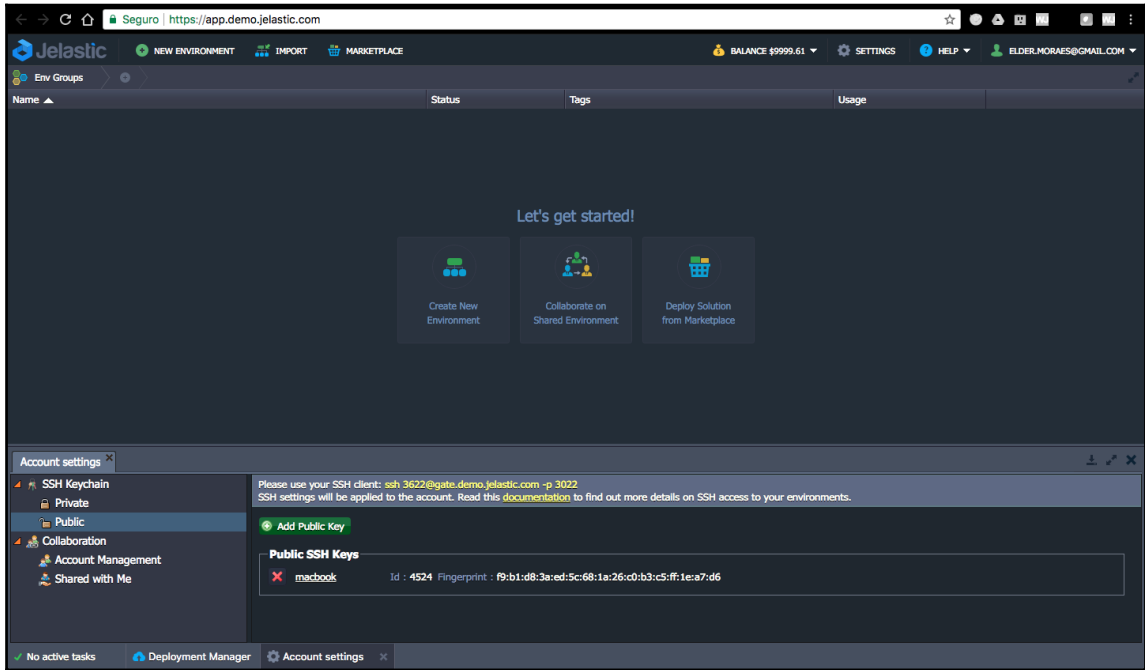 Seguro | https://app.demo.jelastic.com
Jelastic NEW ENVIRONMENT IMPORT MARKETPLACE BALANCE $9999.61 SETTINGS HELP ELDER.MORAES@GMAIL.COM
Env Groups
Name Status Tags Usage
Let's get started!
Create New
Environment
Collaborate on
Shared Environment
Deploy Solution
from Marketplace
Account settings
SSH Keychain
Private
Public
Collaboration
Account Management
Shared with Me
Please use your SSH client: ssh 3622@gate.demo.jelastic.com -p 3022
SSH settings will be applied to the account. Read this documentation to find out more details on SSH access to your environments.
Add Public Key
Public SSH Keys
macbook Id : 4524 Fingerprint : f9:b1:d8:3a:ed:5c:68:1a:26:c0:b3:c5:ff:1e:a7:d6
No active tasks Deployment Manager Account settings